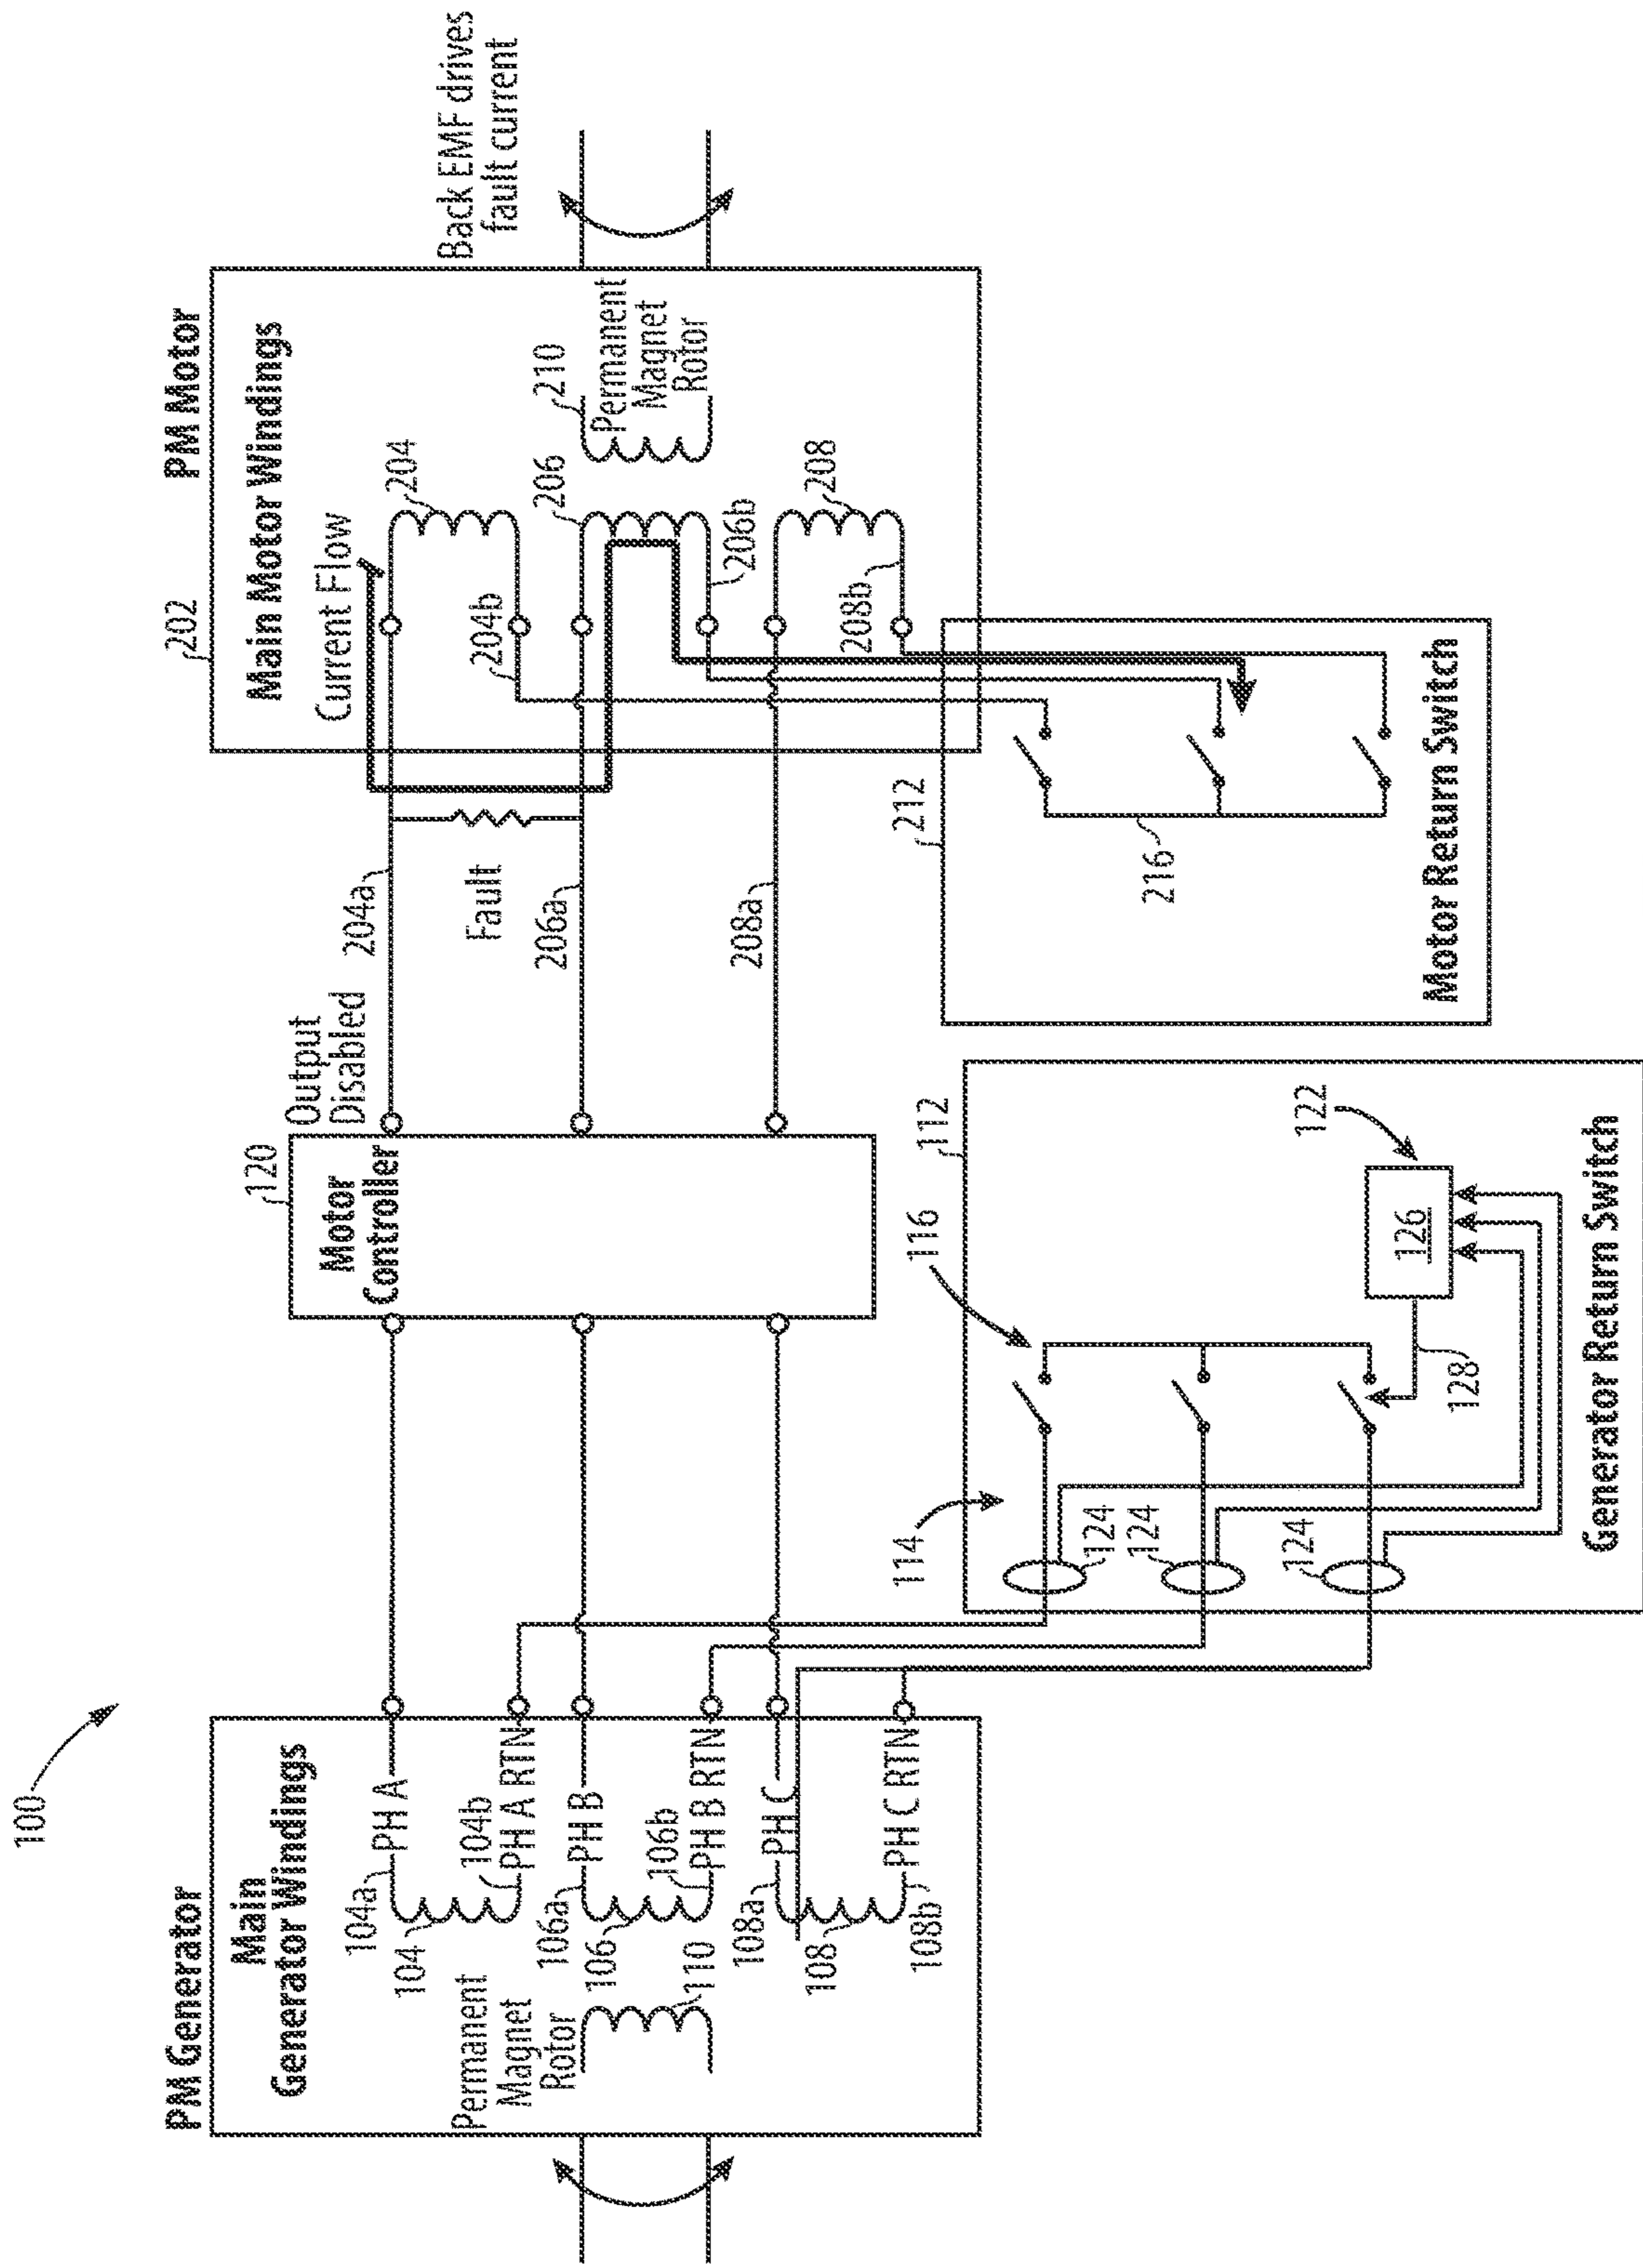 100
PM Generator
Main
Generator Windings
104a
PH A
104
104b
PH A RTN
Permanent
Magnet
Rotor
106a
PH B
106
106b
PH B RTN
110
108a
PH C
108
PH C RTN
108b
120
Motor
Controller
Output
Disabled
204a
Fault
206a
208a
202
PM Motor
Main Motor Windings
Current Flow
204
204b
206
210
206b
Permanent
Magnet
Rotor
208
208b
Back EMF drives
fault current
114
116
112
124
124
124
122
126
128
Generator Return Switch
212
216
Motor Return Switch